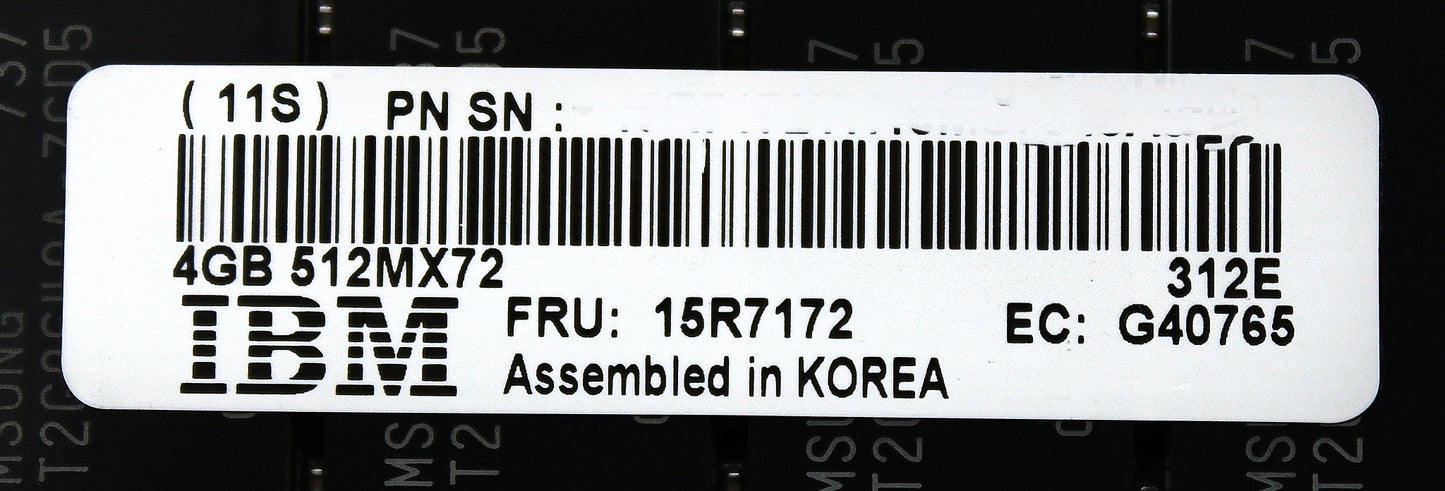 ( 11S ) PN SN :
4GB 512MX72
312E
IBM
FRU: 15R7172
EC: G40765
Assembled in KOREA